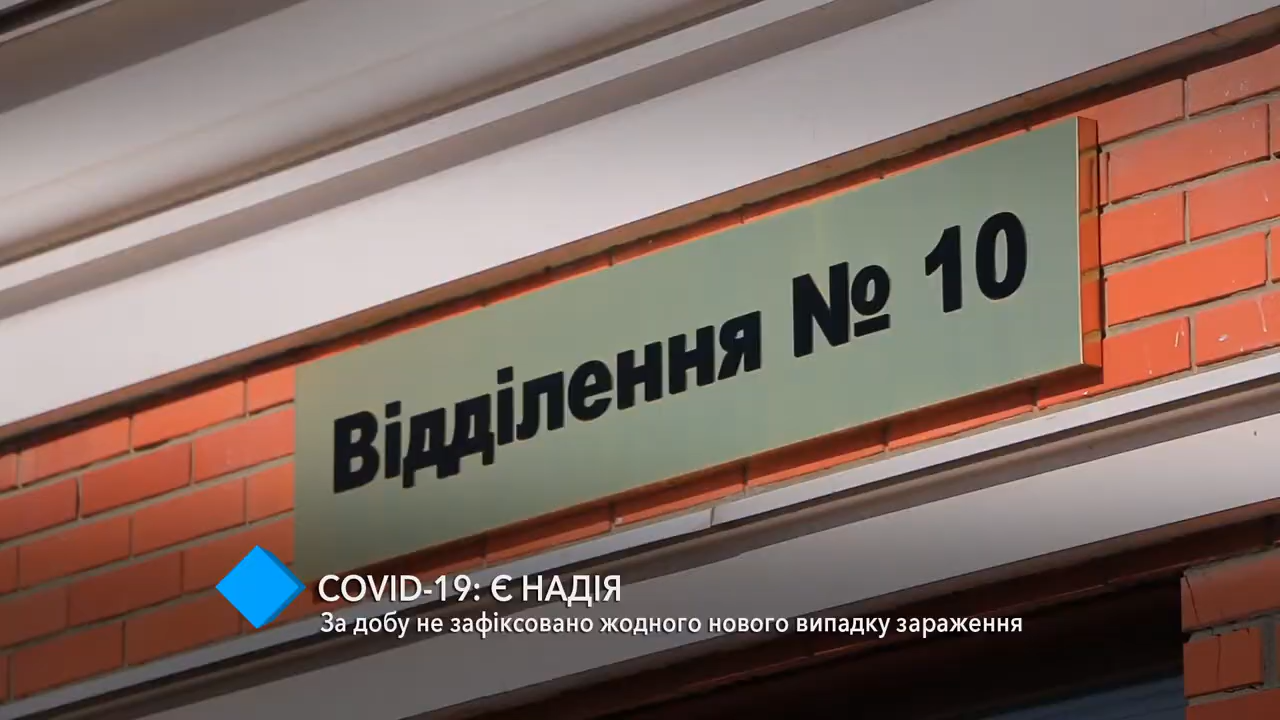 Відділення № 10
COVID-19: Є НАДІЯ
За добу не зафіксовано жодного нового випадку зараження